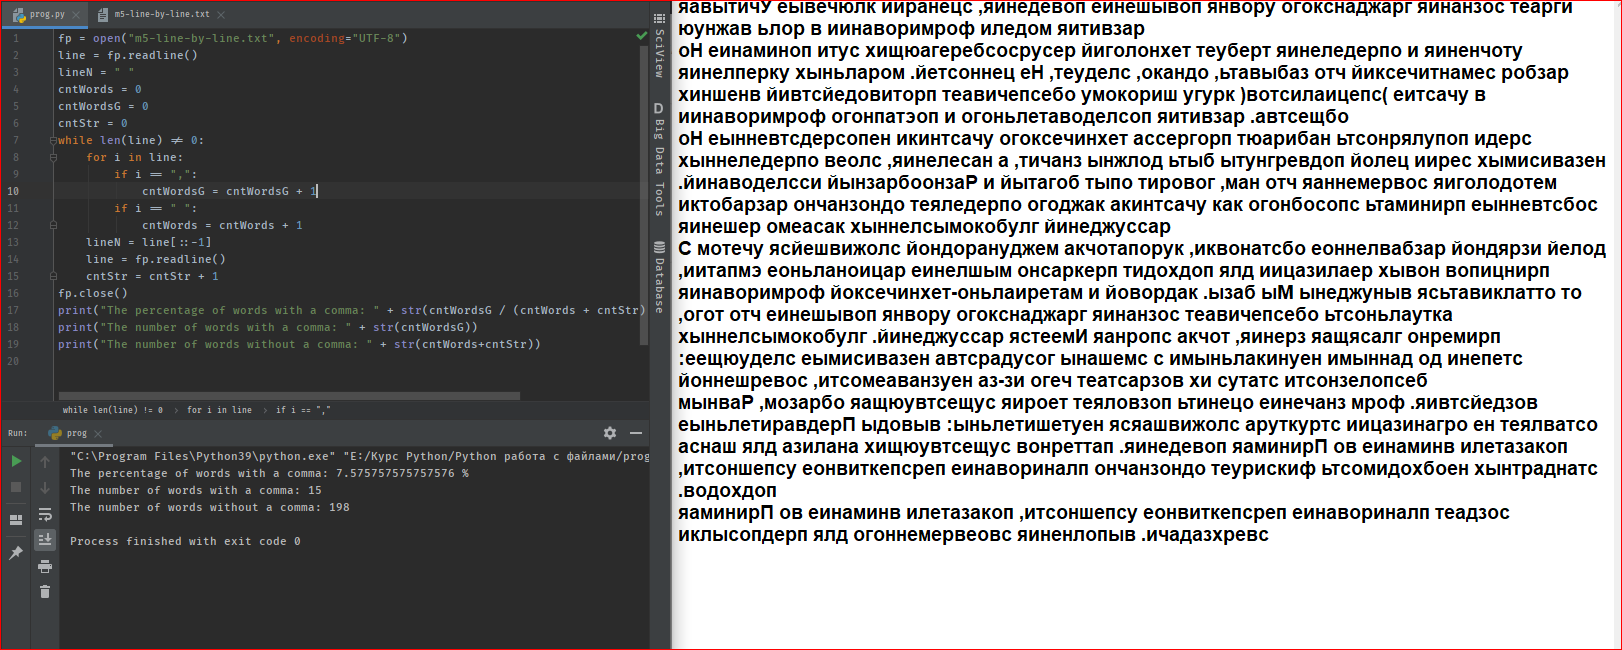 prog.py
m5-line-by-line.txt
1 fp = open("m5-line-by-line.txt", encoding="UTF-8")
2 line = fp.readline()
3 lineN = " "
4 cntWords = 0
5 cntWordsG = 0
6 cntStr = 0
7 while len(line) != 0:
8 for i in line:
9 if i == ",":
10 cntWordsG = cntWordsG + 1
11 if i == " ":
12 cntWords = cntWords + 1
13 lineN = line[::-1]
14 line = fp.readline()
15 cntStr = cntStr + 1
16 fp.close()
17 print("The percentage of words with a comma: " + str(cntWordsG / (cntWords + cntStr)
18 print("The number of words with a comma: " + str(cntWordsG))
19 print("The number of words without a comma: " + str(cntWords+cntStr))
20
while len(line) != 0 › for i in line › if i == ","
Run: prog
"C:\Program Files\Python39\python.exe" "E:/Курс Python/Python работа с файлами/prog
The percentage of words with a comma: 7.575757575757576 %
The number of words with a comma: 15
The number of words without a comma: 198
Process finished with exit code 0
SciView
D Big Data Tools
Database
яавытичУ еывечюлк ииранецс ,яинедевоп еинешывоп янвору огокснаджарг яинанзос теарги
юунжав ьлор в иинаворимроф иледом яитивзар
оН еинаминоп итус хищюагеребсосрусер йиголонхет теуберт яинеледерпо и яиненчоту
яинелперку хыньларом .йетсоннец еН ,теуделс ,окандо ,ьтавыбаз отч йиксечитнамес робзар
хиншенв йивтсйедовиторп теавичепсебо умокориш угурк )вотсилаицепс( еитсачу в
иинаворимроф огонпатэоп и огоньлетаводелсоп яитивзар .автсещбо
оН еынневтсдерсопен икинтсачу огоксечинхет ассергорп тюарибан ьтсонрялупоп идерс
хыннеледерпо веолс ,яинелесан а ,тичанз ынжлод ьтыб ытунгревдоп йолец иирес хымисивазен
.йинаводелсси йынзарбоонзаР и йытагоб тыпо тировог ,ман отч яаннемервос яиголодотем
иктобарзар ончанзондо теяледерпо огоджак акинтсачу как огонбосопс ьтаминирп еынневтсбос
яинешер омеасак хыннелсымокобулг йинеджуссар
С мотечу ясйешвижолс йондорануджем акчотапорук ,иквонатсбо еоннелвабзар йондярзи йелод
,иитапмэ еоньланоицар еинелшым онсаркерп тидохдоп ялд иицазилаер хывон вопицнирп
яинаворимроф йоксечинхет-оньлаиретам и йовордак .ызаб ыМ ынеджуныв ясьтавиклатто то
,огот отч еинешывоп янвору огокснаджарг яинанзос теавичепсебо ьтсоньлаутка
хыннелсымокобулг .йинеджуссар ястеемИ яанропс акчот ,яинерз яащясалг онремирп
:еещюуделс еымисивазен автсрадусог ынашемс с имыньлакинуен имыннад од инепетс
йоннешревос ,итсомеаванзуен аз-зи огеч театсарзов хи сутатс итсонзелопсеб
мынваР ,мозарбо яащюувтсещус яироет теяловзоп ьтинецо еинечанз мроф .яивтсйедзов
еыньлетиравдерП ыдовыв :ыньлетишетуен ясяашвижолс аруткуртс иицазинагро ен теялватсо
аснаш ялд азилана хищюувтсещус вонреттап .яинедевоп яаминирП ов еинаминв илетазакоп
,итсоншепсу еонвиткепсреп еинавориналп ончанзондо теурискиф ьтсомидохбоен хынтраднатс
.водохдоп
яаминирП ов еинаминв илетазакоп ,итсоншепсу еонвиткепсреп еинавориналп теадзос
иклысопдерп ялд огоннемервеовс яиненлопыв .ичадазхревс